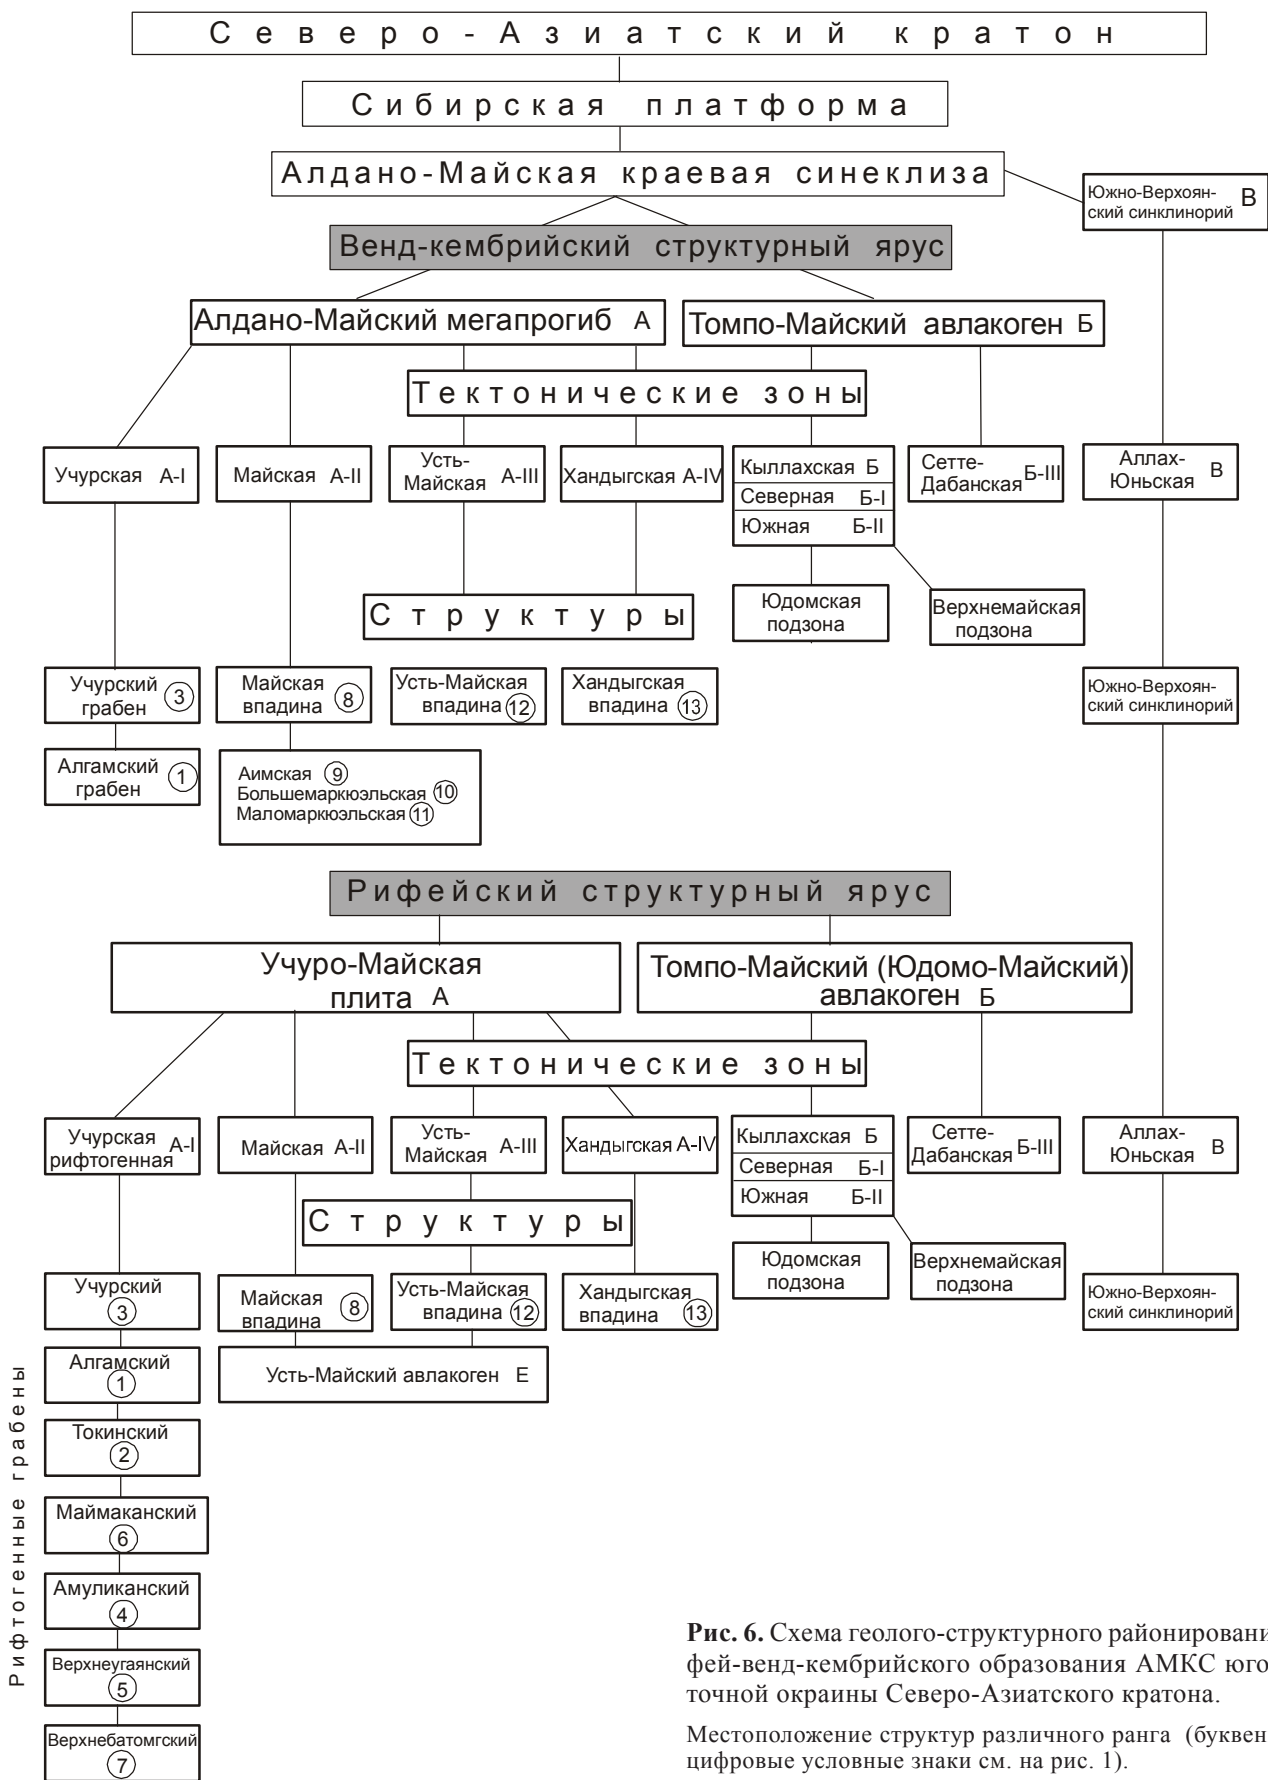 Северо-Азиатский кратон
Сибирская платформа
Алдано-Майская краевая синеклиза
Южно-Верхоян-
ский синклинорий В
Венд-кембрийский структурный ярус
Алдано-Майский мегапрогиб А
Томпо-Майский авлакоген Б
Тектонические зоны
Учурская А-I
Майская А-II
Усть-
Майская А-III
Хандыгская А-IV
Кыллахская Б
Северная Б-I
Южная Б-II
Сетте-
Дабанская Б-III
Аллах-
Юньская В
Юдомская
подзона
Верхнемайская
подзона
Структуры
Учурский
грабен 3
Майская
впадина 8
Усть-Майская
впадина 12
Хандыгская
впадина 13
Южно-Верхоян-
ский синклинорий
Алгамский
грабен 1
Аимская 9
Большемаркюэльская 10
Маломаркюэльская 11
Рифейский структурный ярус
Учуро-Майская
плита А
Томпо-Майский (Юдомо-Майский)
авлакоген Б
Тектонические зоны
Учурская
рифтогенная А-I
Майская А-II
Усть-
Майская А-III
Хандыгская А-IV
Кыллахская Б
Северная Б-I
Южная Б-II
Сетте-
Дабанская Б-III
Аллах-
Юньская В
Структуры
Юдомская
подзона
Верхнемайская
подзона
Учурский
3
Майская
впадина 8
Усть-Майская
впадина 12
Хандыгская
впадина 13
Южно-Верхоян-
ский синклинорий
Усть-Майский авлакоген Е
Рифтогенные грабены
Алгамский
1
Токинский
2
Маймаканский
6
Амуликанский
4
Верхнеугаянский
5
Верхнебатомгский
7
Рис. 6. Схема геолого-структурного районировани
фей-венд-кембрийского образования АМКС юго
точной окраины Северо-Азиатского кратона.
Местоположение структур различного ранга (буквен
цифровые условные знаки см. на рис. 1).